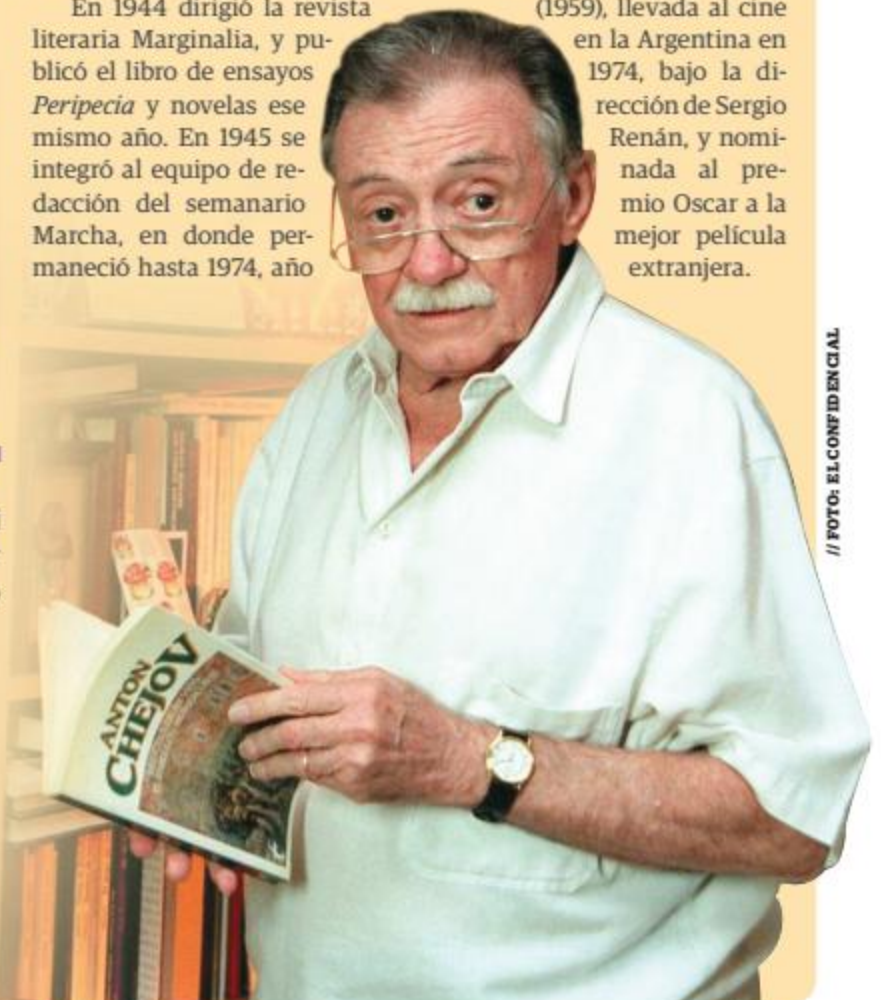 En 1944 dirigió la revista
literaria Marginalia, y pu-
blicó el libro de ensayos
Peripecia y novelas ese
mismo año. En 1945 se
integró al equipo de re-
dacción del semanario
Marcha, en donde per-
maneció hasta 1974, año
(1959), llevada al cine
en la Argentina en
1974, bajo la di-
rección de Sergio
Renán, y nomi-
nada al pre-
mio Oscar a la
mejor película
extranjera.
// FOTO: ELCONFIDENCIAL
ANTON
CHEJOV